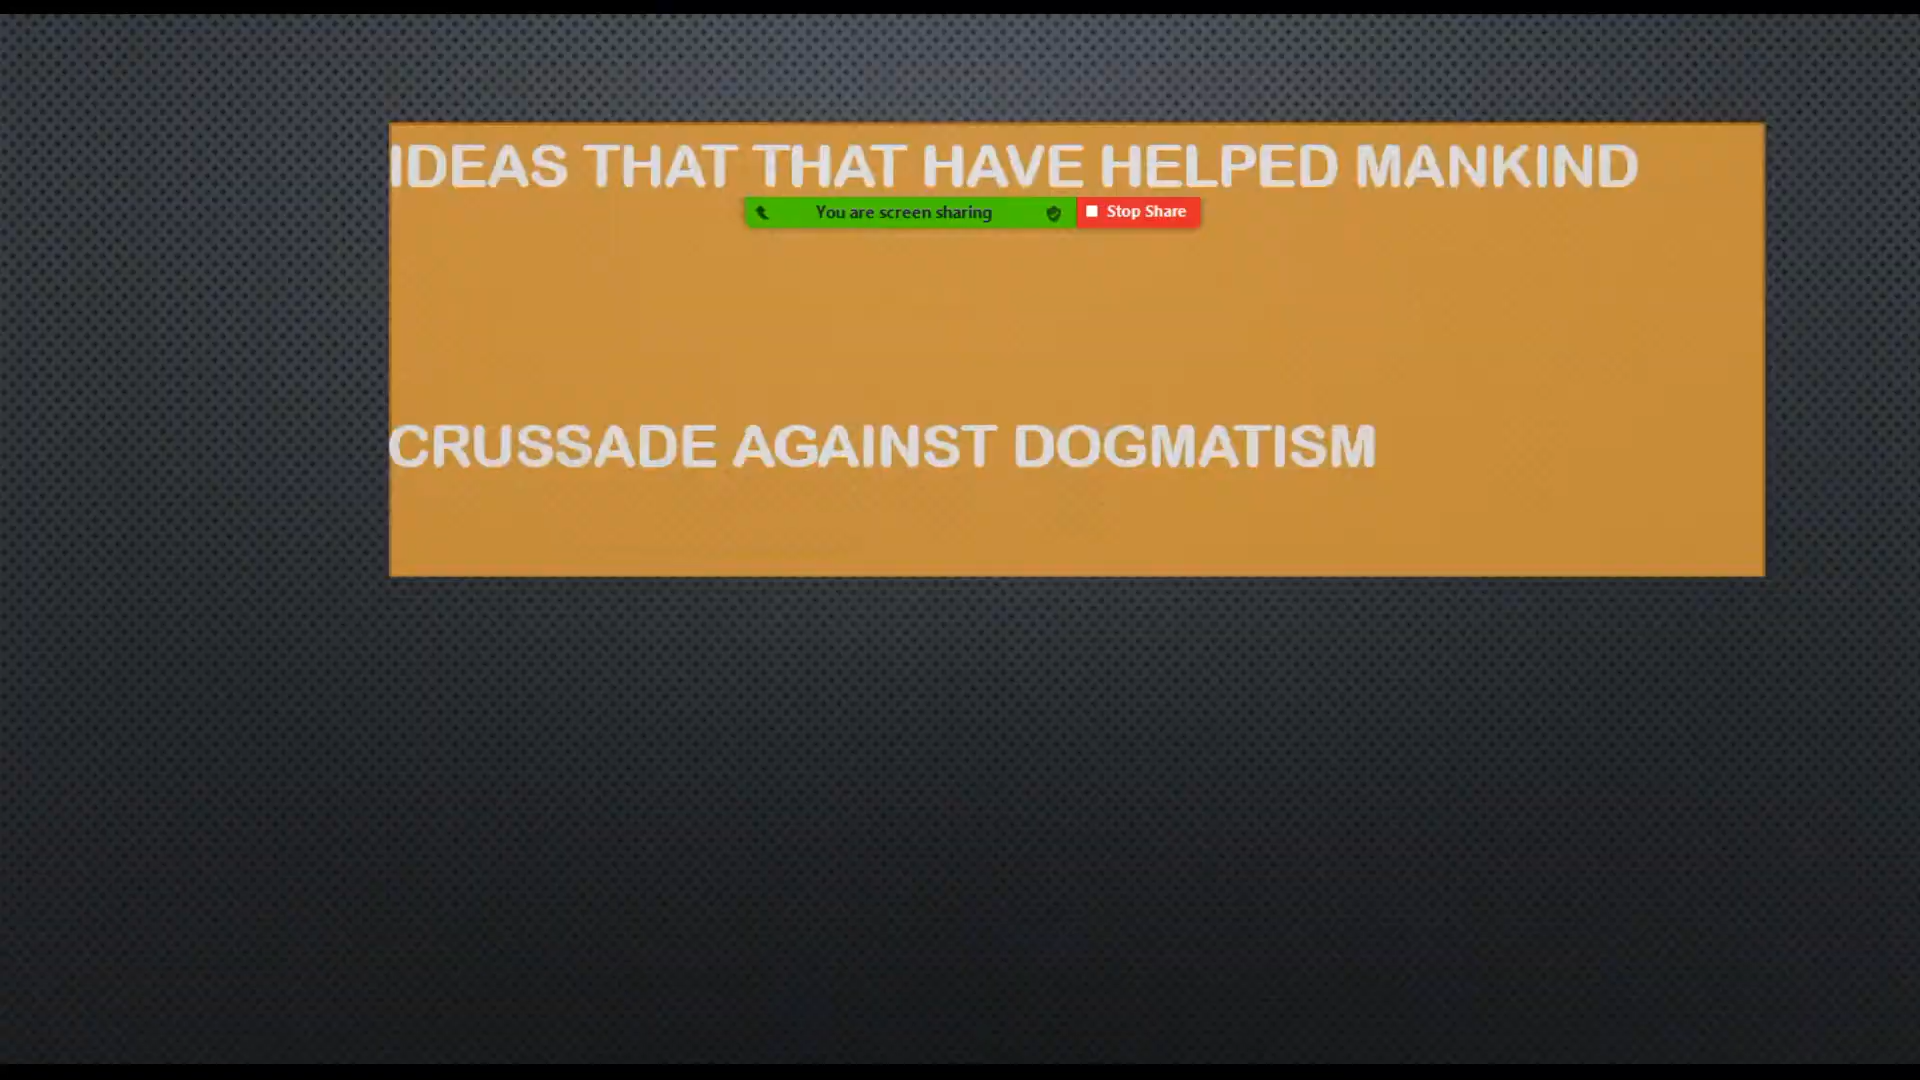 IDEAS THAT THAT HAVE HELPED MANKIND
You are screen sharing Stop Share
CRUSSADE AGAINST DOGMATISM